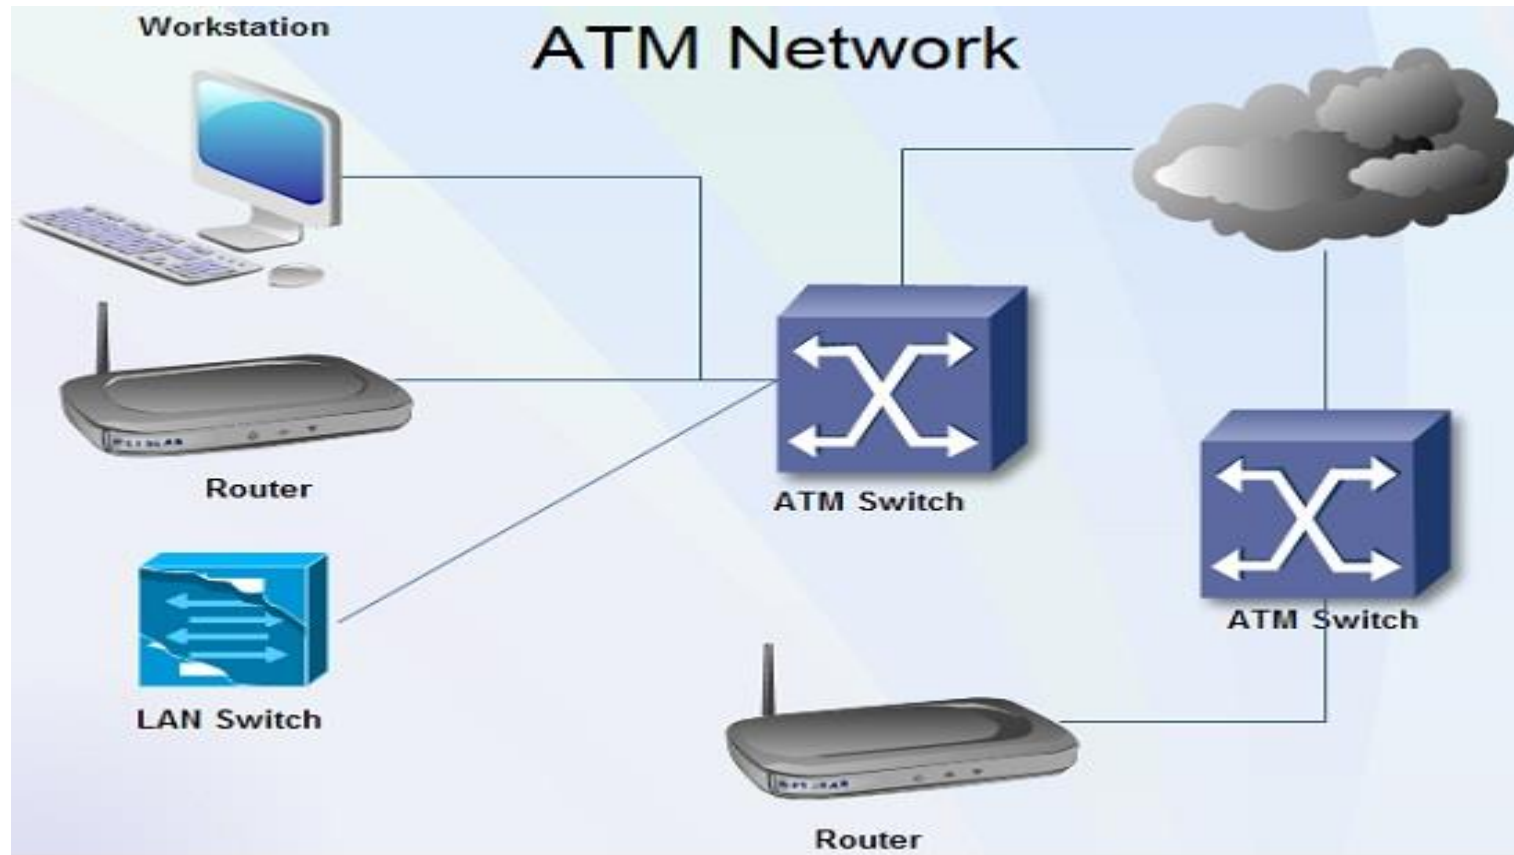 Workstation
ATM Network
Router
ATM Switch
ATM Switch
LAN Switch
Router